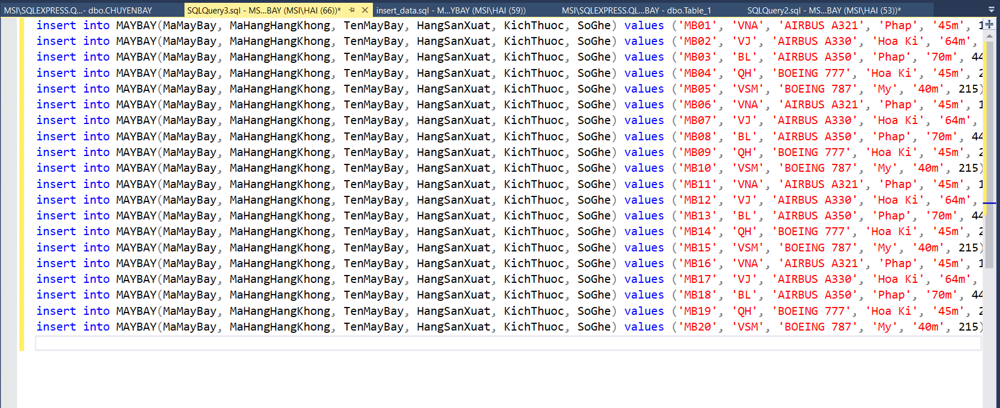 MSI\SQLEXPRESS.Q...- dbo.CHUYENBAY SQLQuery3.sql - MS...BAY (MSI\HAI (66))* insert_data.sql - M...YBAY (MSI\HAI (59)) MSI\SQLEXPRESS.QL...BAY - dbo.Table_1 SQLQuery2.sql - MS...BAY (MSI\HAI (53))*
insert into MAYBAY(MaMayBay, MaHangHangKhong, TenMayBay, HangSanXuat, KichThuoc, SoGhe) values ('MB01', 'VNA', 'AIRBUS A321', 'Phap', '45m', 1
insert into MAYBAY(MaMayBay, MaHangHangKhong, TenMayBay, HangSanXuat, KichThuoc, SoGhe) values ('MB02', 'VJ', 'AIRBUS A330', 'Hoa Ki', '64m',
insert into MAYBAY(MaMayBay, MaHangHangKhong, TenMayBay, HangSanXuat, KichThuoc, SoGhe) values ('MB03', 'BL', 'AIRBUS A350', 'Phap', '70m', 44
insert into MAYBAY(MaMayBay, MaHangHangKhong, TenMayBay, HangSanXuat, KichThuoc, SoGhe) values ('MB04', 'QH', 'BOEING 777', 'Hoa Ki', '45m', 2
insert into MAYBAY(MaMayBay, MaHangHangKhong, TenMayBay, HangSanXuat, KichThuoc, SoGhe) values ('MB05', 'VSM', 'BOEING 787', 'My', '40m', 215)
insert into MAYBAY(MaMayBay, MaHangHangKhong, TenMayBay, HangSanXuat, KichThuoc, SoGhe) values ('MB06', 'VNA', 'AIRBUS A321', 'Phap', '45m', 1
insert into MAYBAY(MaMayBay, MaHangHangKhong, TenMayBay, HangSanXuat, KichThuoc, SoGhe) values ('MB07', 'VJ', 'AIRBUS A330', 'Hoa Ki', '64m',
insert into MAYBAY(MaMayBay, MaHangHangKhong, TenMayBay, HangSanXuat, KichThuoc, SoGhe) values ('MB08', 'BL', 'AIRBUS A350', 'Phap', '70m', 44
insert into MAYBAY(MaMayBay, MaHangHangKhong, TenMayBay, HangSanXuat, KichThuoc, SoGhe) values ('MB09', 'QH', 'BOEING 777', 'Hoa Ki', '45m', 2
insert into MAYBAY(MaMayBay, MaHangHangKhong, TenMayBay, HangSanXuat, KichThuoc, SoGhe) values ('MB10', 'VSM', 'BOEING 787', 'My', '40m', 215)
insert into MAYBAY(MaMayBay, MaHangHangKhong, TenMayBay, HangSanXuat, KichThuoc, SoGhe) values ('MB11', 'VNA', 'AIRBUS A321', 'Phap', '45m', 1
insert into MAYBAY(MaMayBay, MaHangHangKhong, TenMayBay, HangSanXuat, KichThuoc, SoGhe) values ('MB12', 'VJ', 'AIRBUS A330', 'Hoa Ki', '64m',
insert into MAYBAY(MaMayBay, MaHangHangKhong, TenMayBay, HangSanXuat, KichThuoc, SoGhe) values ('MB13', 'BL', 'AIRBUS A350', 'Phap', '70m', 44
insert into MAYBAY(MaMayBay, MaHangHangKhong, TenMayBay, HangSanXuat, KichThuoc, SoGhe) values ('MB14', 'QH', 'BOEING 777', 'Hoa Ki', '45m', 2
insert into MAYBAY(MaMayBay, MaHangHangKhong, TenMayBay, HangSanXuat, KichThuoc, SoGhe) values ('MB15', 'VSM', 'BOEING 787', 'My', '40m', 215)
insert into MAYBAY(MaMayBay, MaHangHangKhong, TenMayBay, HangSanXuat, KichThuoc, SoGhe) values ('MB16', 'VNA', 'AIRBUS A321', 'Phap', '45m', 1
insert into MAYBAY(MaMayBay, MaHangHangKhong, TenMayBay, HangSanXuat, KichThuoc, SoGhe) values ('MB17', 'VJ', 'AIRBUS A330', 'Hoa Ki', '64m',
insert into MAYBAY(MaMayBay, MaHangHangKhong, TenMayBay, HangSanXuat, KichThuoc, SoGhe) values ('MB18', 'BL', 'AIRBUS A350', 'Phap', '70m', 44
insert into MAYBAY(MaMayBay, MaHangHangKhong, TenMayBay, HangSanXuat, KichThuoc, SoGhe) values ('MB19', 'QH', 'BOEING 777', 'Hoa Ki', '45m', 2
insert into MAYBAY(MaMayBay, MaHangHangKhong, TenMayBay, HangSanXuat, KichThuoc, SoGhe) values ('MB20', 'VSM', 'BOEING 787', 'My', '40m', 215)